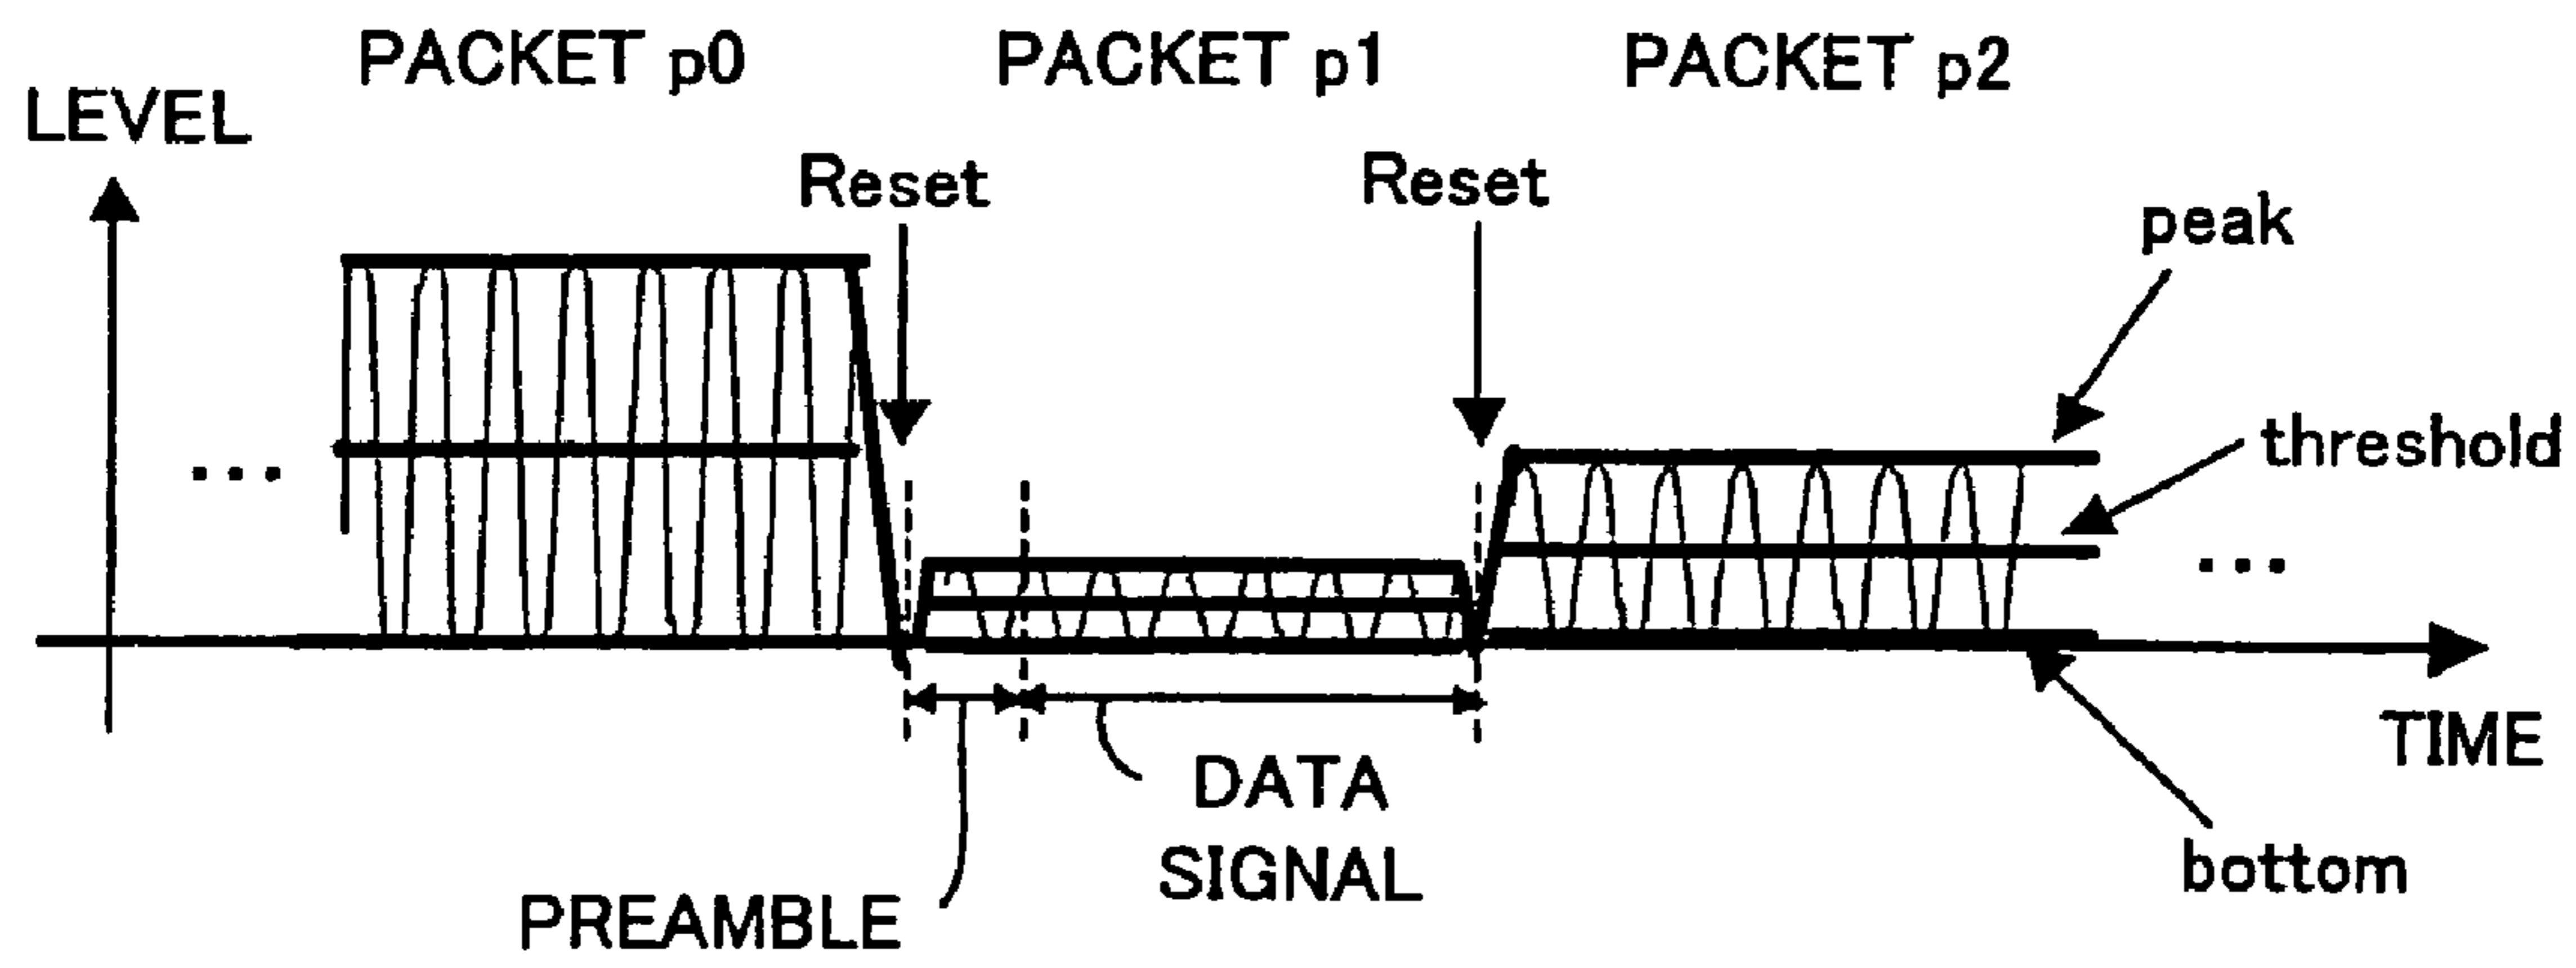 PACKET p0
PACKET p1
PACKET p2
LEVEL
Reset
Reset
peak
threshold
...
...
TIME
DATA
SIGNAL
bottom
PREAMBLE